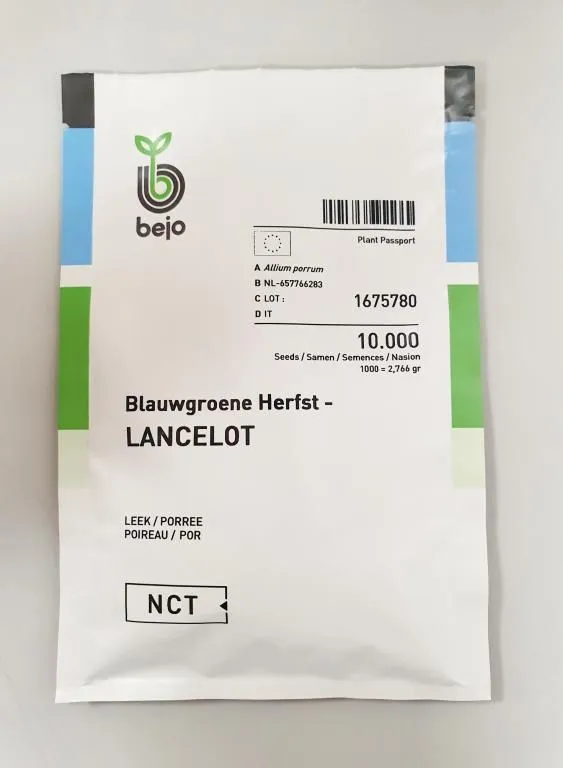 bejo
Plant Passport
A Allium porrum
B NL-657766283
C LOT : 1675780
D IT
10.000
Seeds / Samen / Semences / Nasion
1000 = 2,766 gr
Blauwgroene Herfst -
LANCELOT
LEEK / PORREE
POIREAU / POR
NCT